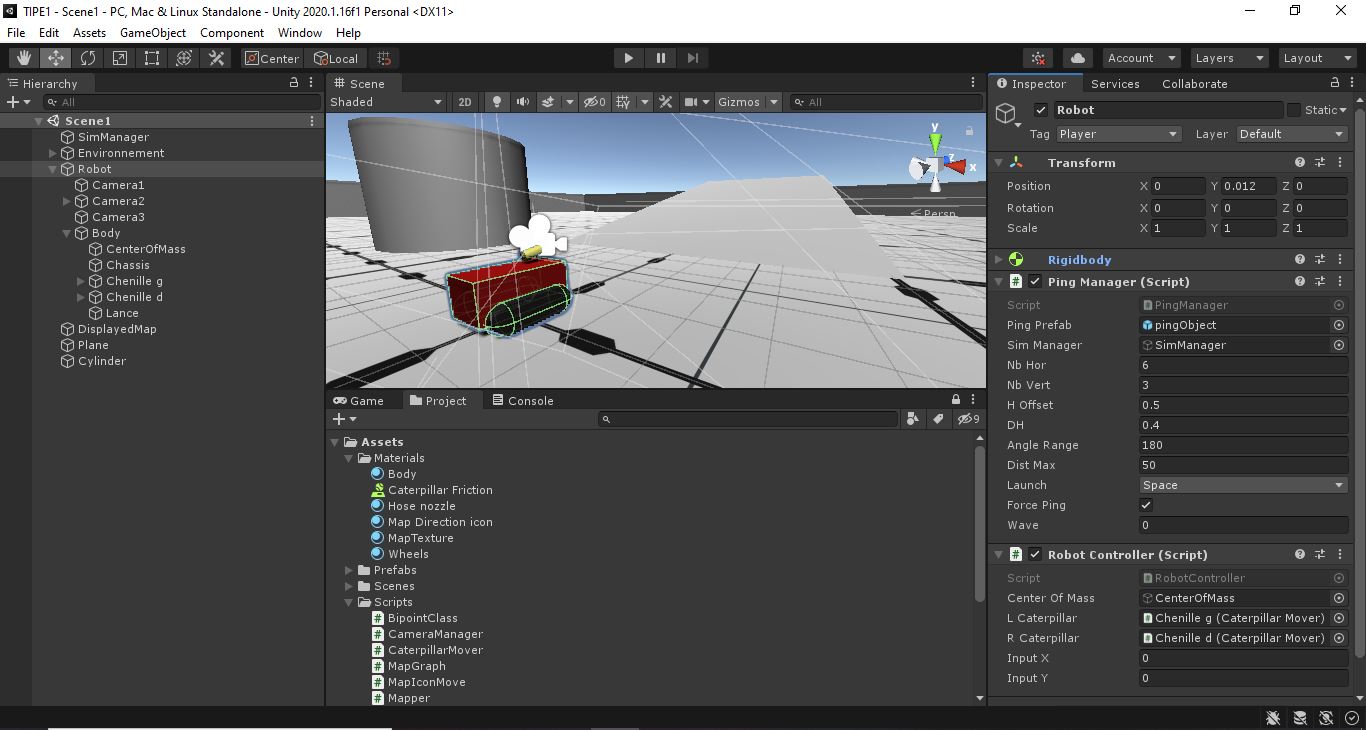 TIPE1 - Scene1 - PC, Mac & Linux Standalone - Unity 2020.1.16f1 Personal <DX11>
File Edit Assets GameObject Component Window Help
Center Local Account Layers Layout
Hierarchy
All
Scene1
SimManager
Environnement
Robot
Camera1
Camera2
Camera3
Body
CenterOfMass
Chassis
Chenille g
Chenille d
Lance
DisplayedMap
Plane
Cylinder
Scene
Shaded 2D 0 Gizmos All
y
z
x
Persp
Game Project Console
9
Assets
Materials
Body
Caterpillar Friction
Hose nozzle
Map Direction icon
MapTexture
Wheels
Prefabs
Scenes
Scripts
BipointClass
CameraManager
CaterpillarMover
MapGraph
MapIconMove
Mapper
Inspector Services Collaborate
Robot Static
Tag Player Layer Default
Transform
Position X 0 Y 0.012 Z 0
Rotation X 0 Y 0 Z 0
Scale X 1 Y 1 Z 1
Rigidbody
Ping Manager (Script)
Script PingManager
Ping Prefab pingObject
Sim Manager SimManager
Nb Hor 6
Nb Vert 3
H Offset 0.5
DH 0.4
Angle Range 180
Dist Max 50
Launch Space
Force Ping
Wave 0
Robot Controller (Script)
Script RobotController
Center Of Mass CenterOfMass
L Caterpillar Chenille g (Caterpillar Mover)
R Caterpillar Chenille d (Caterpillar Mover)
Input X 0
Input Y 0